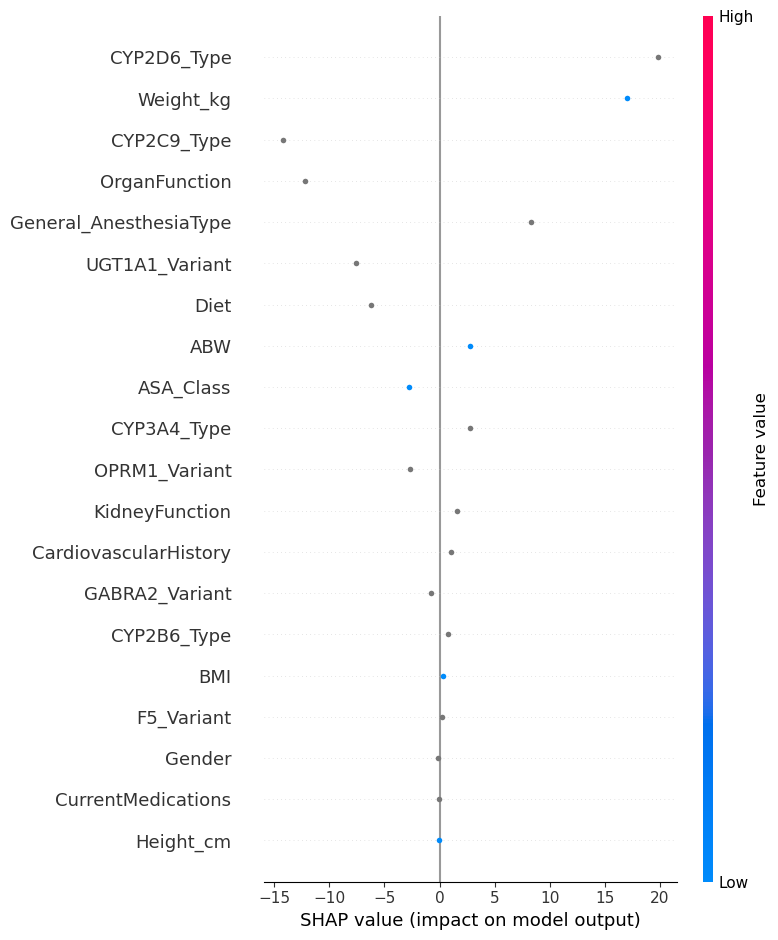 High
CYP2D6_Type
Weight_kg
CYP2C9_Type
OrganFunction
General_AnesthesiaType
UGT1A1_Variant
Diet
ABW
ASA_Class
CYP3A4_Type
OPRM1_Variant
KidneyFunction
CardiovascularHistory
GABRA2_Variant
CYP2B6_Type
BMI
F5_Variant
Gender
CurrentMedications
Height_cm
Feature value
Low
−15 −10 −5 0 5 10 15 20
SHAP value (impact on model output)